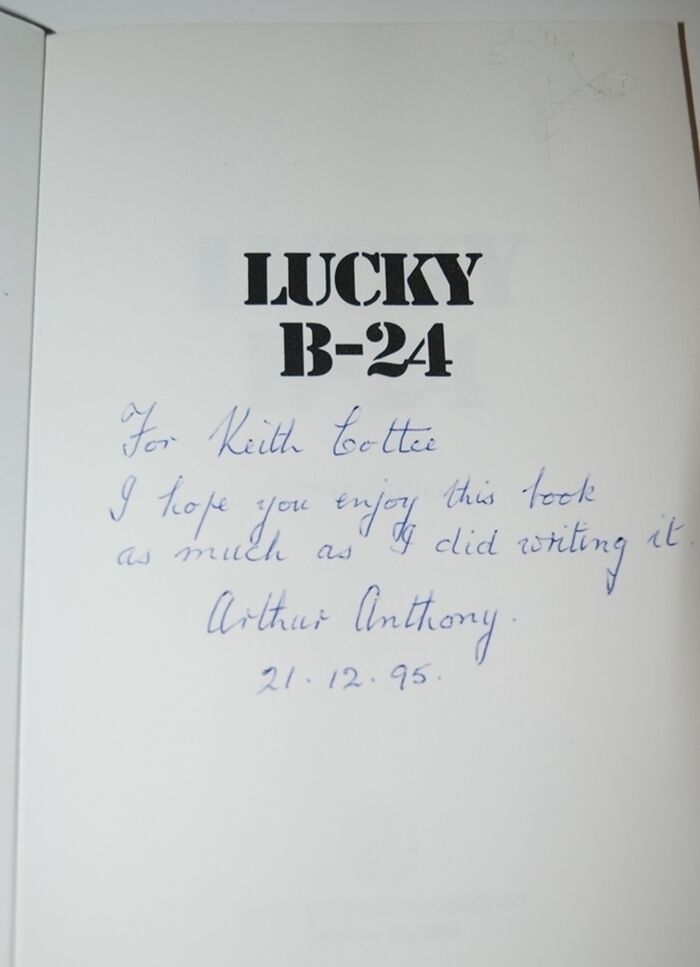 LUCKY
B-24
For Keith Cottee
I hope you enjoy this book
as much as I did writing it.
Arthur Anthony.
21.12.95.